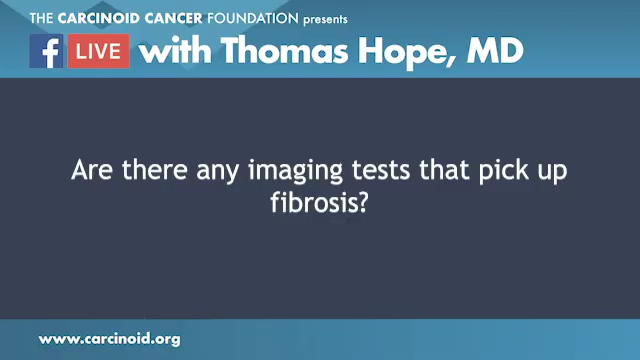 THE CARCINOID CANCER FOUNDATION presents
f LIVE with Thomas Hope, MD
Are there any imaging tests that pick up
fibrosis?
www.carcinoid.org